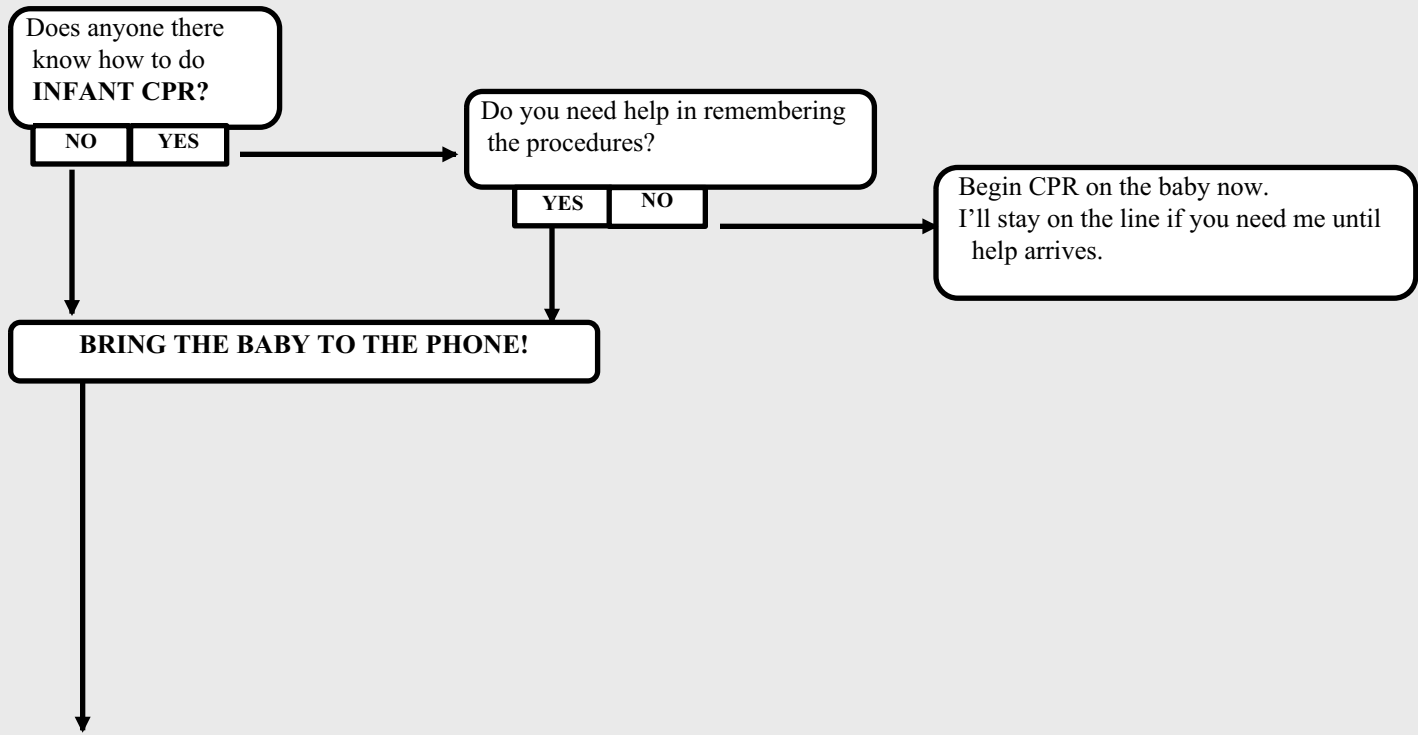 Does anyone there
know how to do
INFANT CPR?
NO YES
Do you need help in remembering
the procedures?
YES NO
Begin CPR on the baby now.
I’ll stay on the line if you need me until
help arrives.
BRING THE BABY TO THE PHONE!